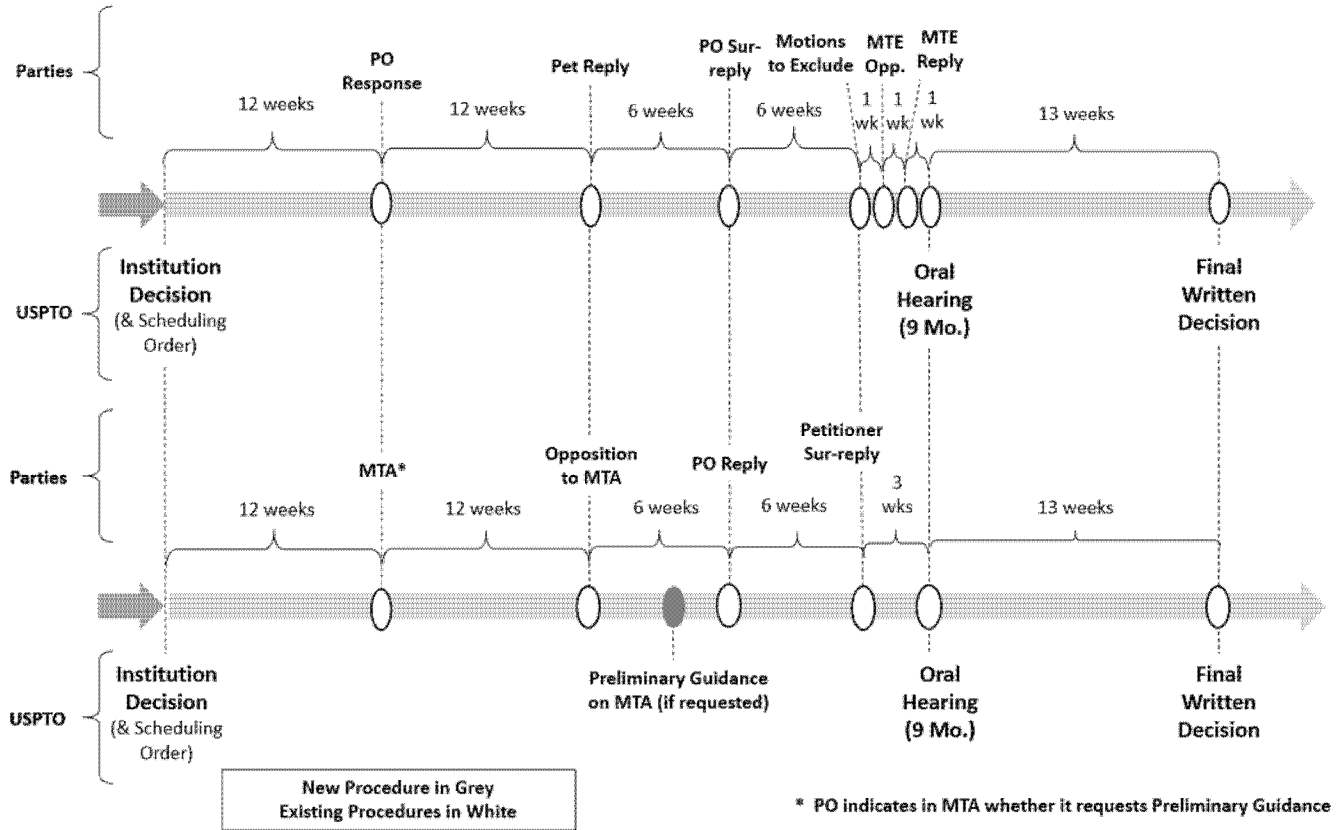 Parties
PO
Response
Pet Reply
PO Sur-
reply
Motions
to Exclude
MTE
Opp.
MTE
Reply
12 weeks
12 weeks
6 weeks
6 weeks
1
wk
1
wk
1
wk
13 weeks
USPTO
Institution
Decision
(& Scheduling
Order)
Oral
Hearing
(9 Mo.)
Final
Written
Decision
Parties
MTA*
Opposition
to MTA
PO Reply
Petitioner
Sur-reply
12 weeks
12 weeks
6 weeks
6 weeks
3
wks
13 weeks
USPTO
Institution
Decision
(& Scheduling
Order)
Preliminary Guidance
on MTA (if requested)
Oral
Hearing
(9 Mo.)
Final
Written
Decision
New Procedure in Grey
Existing Procedures in White
* PO indicates in MTA whether it requests Preliminary Guidance